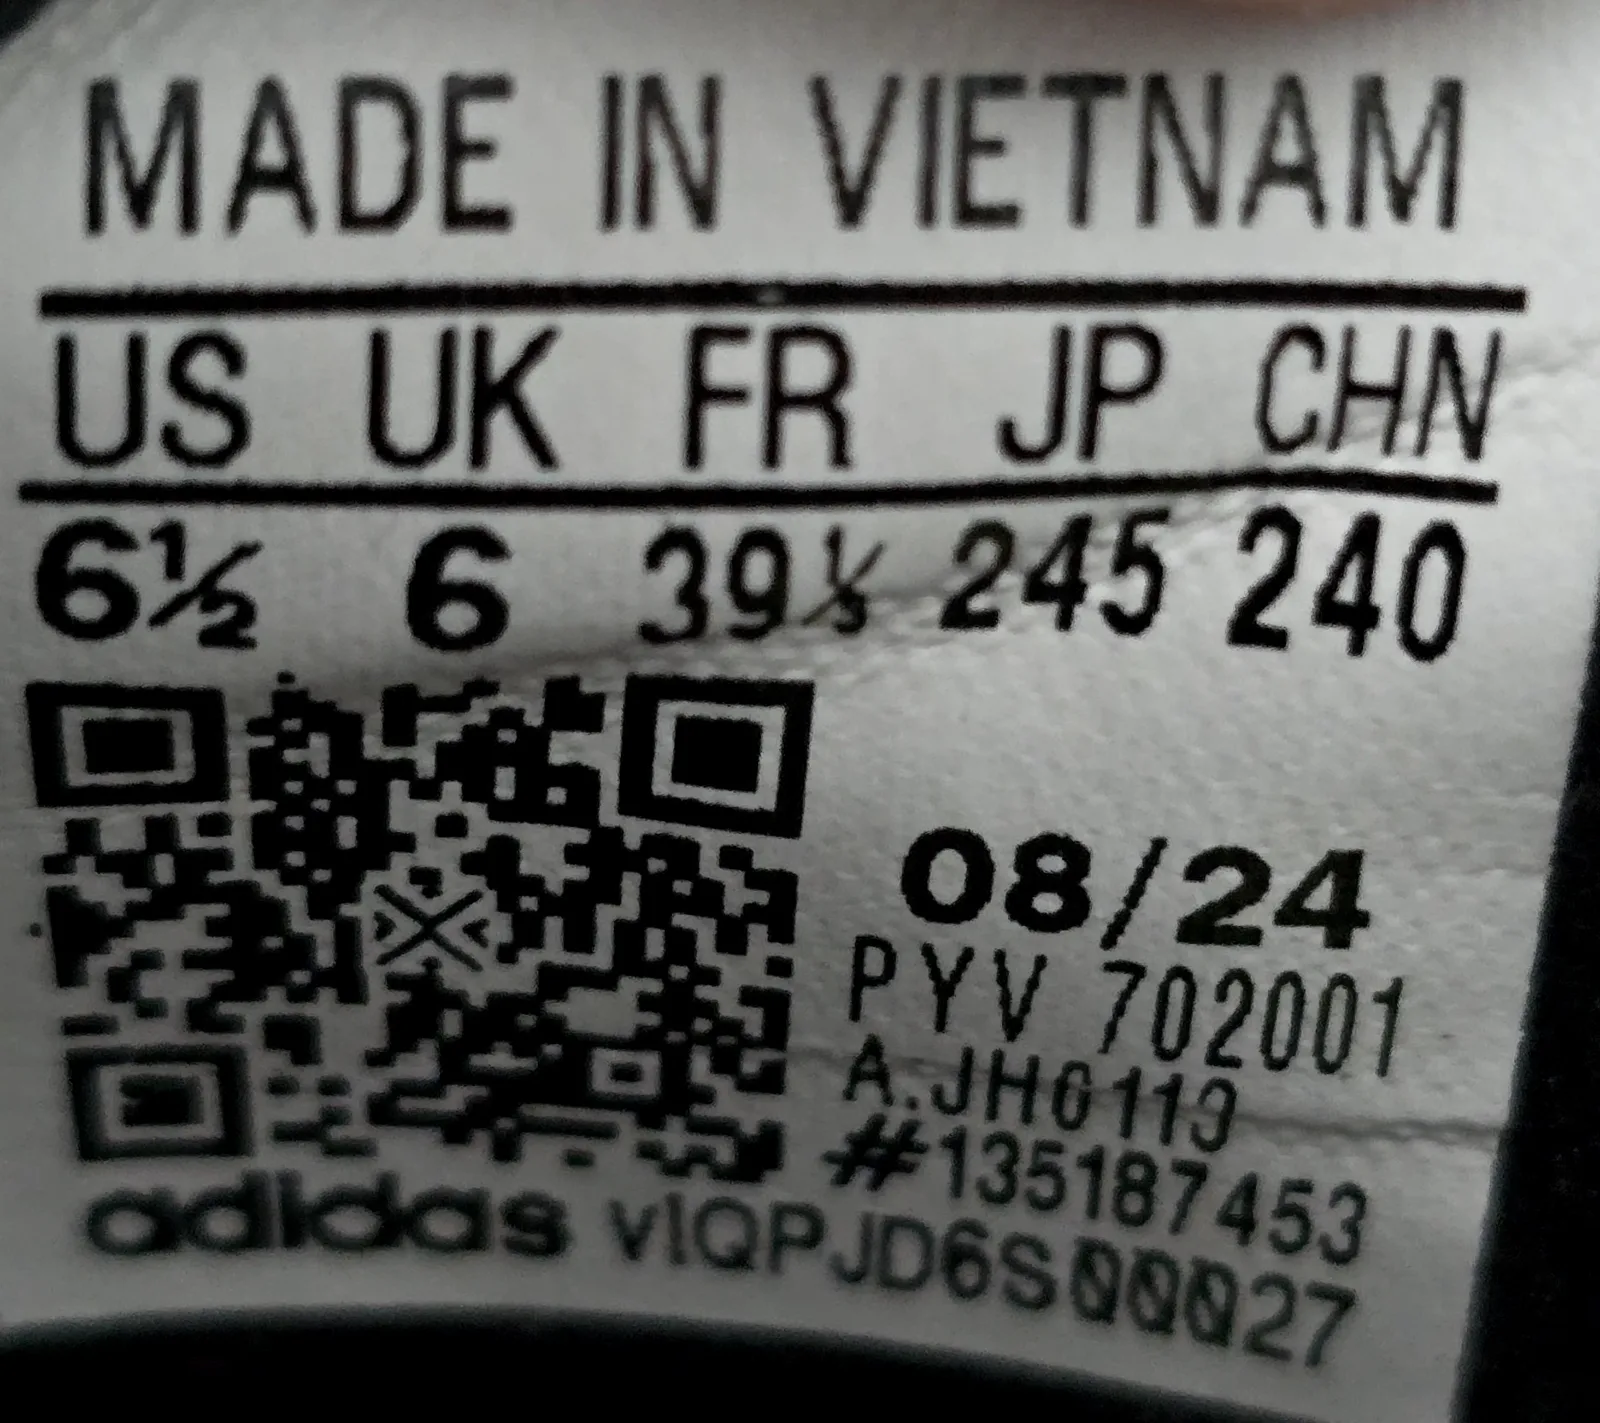 MADE IN VIETNAM
US UK FR JP CHN
6½ 6 39⅓ 245 240
08/24
PYV 702001
#135187453
adidas